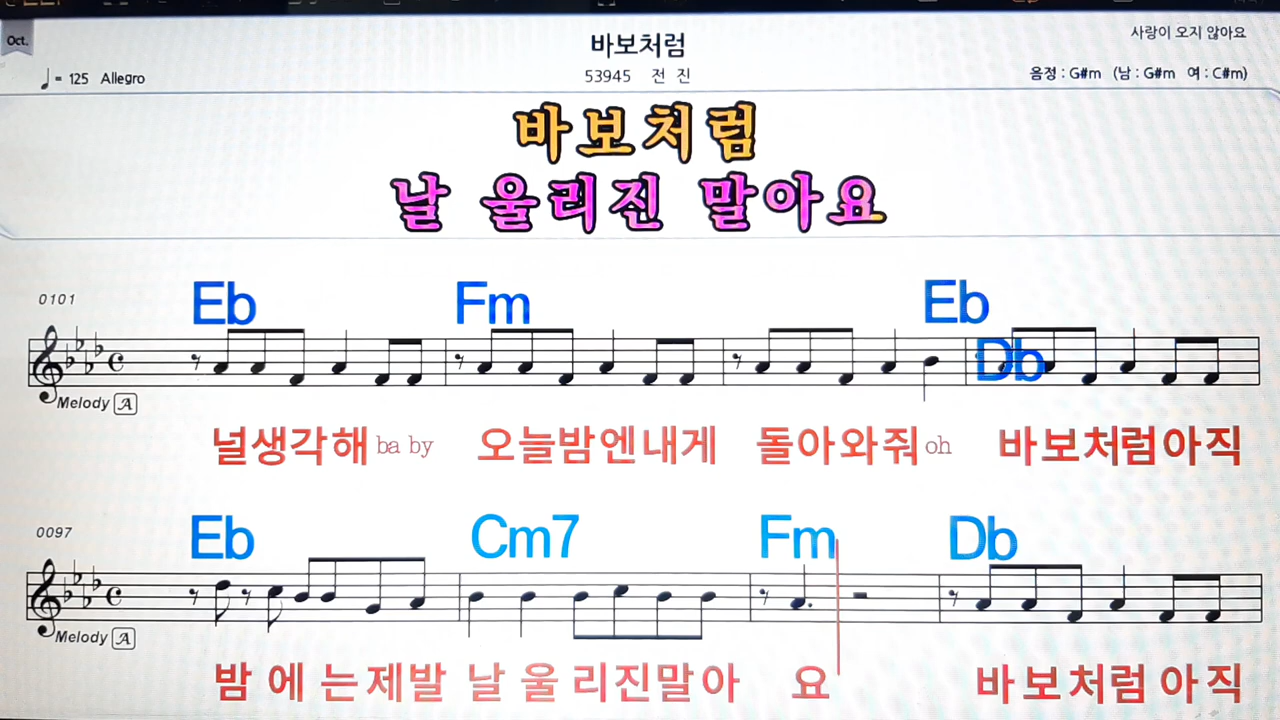 Oct.
바보처럼
사랑이 오지 않아요
♩= 125 Allegro
53945 전 진
음정 : G#m (남 : G#m 여 : C#m)
바보처럼
날 울리진 말아요
0101
Eb Fm Eb Db
Melody A
널생각해 ba by 오늘밤엔내게 돌아와줘 oh 바보처럼아직
0097
Eb Cm7 Fm Db
Melody A
밤 에 는제발 날 울 리진말아 요 바보처럼 아직